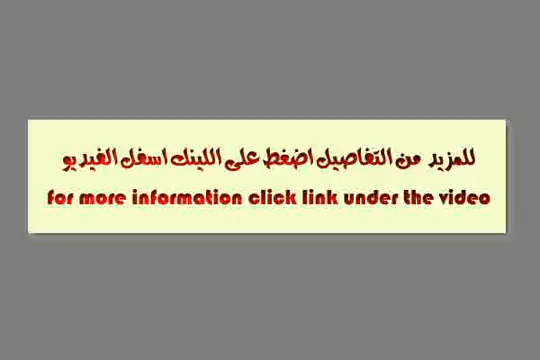 للمزيد من التفاصيل اضغط على اللينك اسفل الفيديو
for more information click link under the video